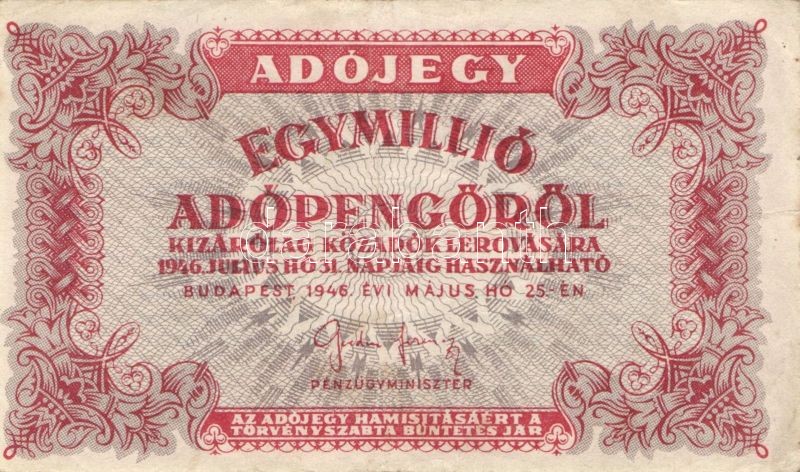 ADÓJEGY
EGYMILLIÓ
ADÓPENGŐRŐL
KIZÁRÓLAG KÖZADÓK LEROVÁSÁRA
1946. JÚLIUS HÓ 31. NAPJÁIG HASZNÁLHATÓ
BUDAPEST 1946. ÉVI MÁJUS HÓ 25-ÉN
PÉNZÜGYMINISZTER
AZ ADÓJEGY HAMISITÁSÁÉRT A
TÖRVÉNYSZABTA BÜNTETÉS JÁR